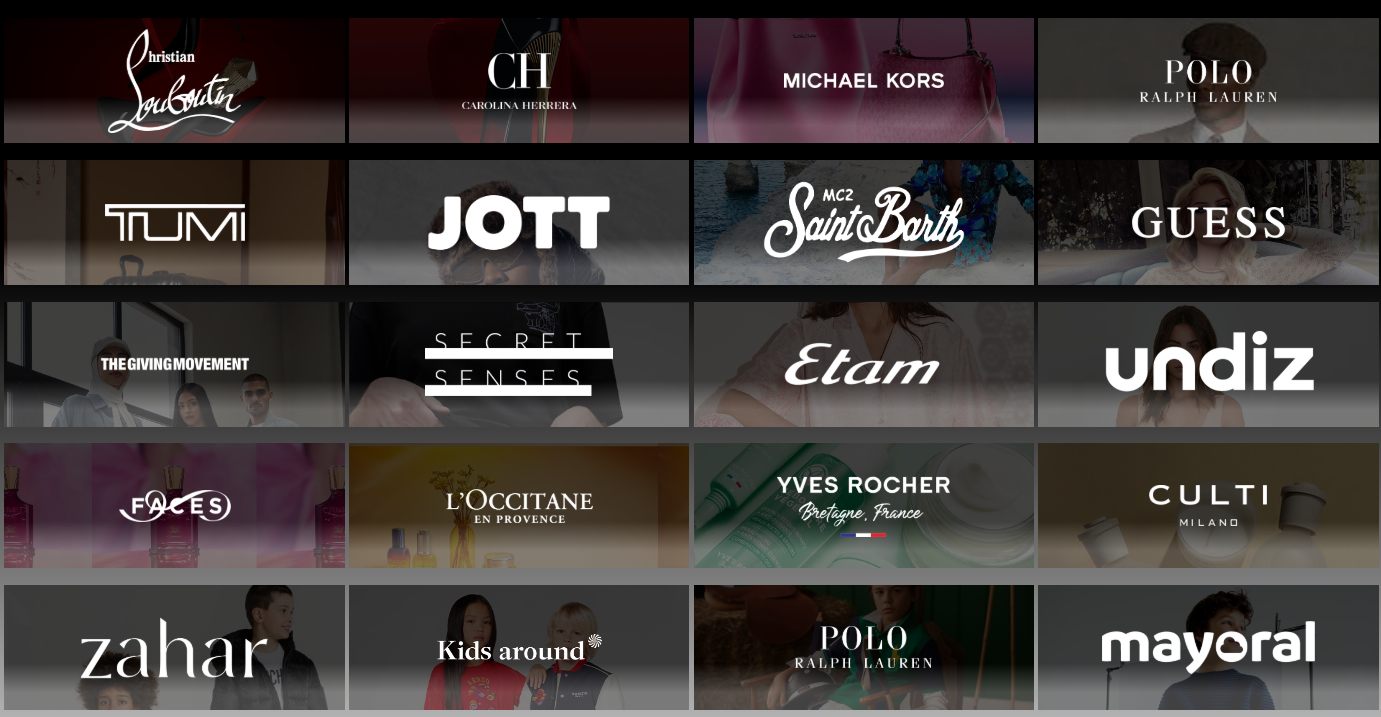 Christian
Louboutin
CH
CAROLINA HERRERA
MICHAEL KORS
POLO
RALPH LAUREN
TUMI
JOTT
MC2
Saint Barth
GUESS
THE GIVING MOVEMENT
SECRET
SENSES
Etam
undiz
FACES
L'OCCITANE
EN PROVENCE
YVES ROCHER
Bretagne, France
CULTI
MILANO
zahar
Kids around
POLO
RALPH LAUREN
mayoral